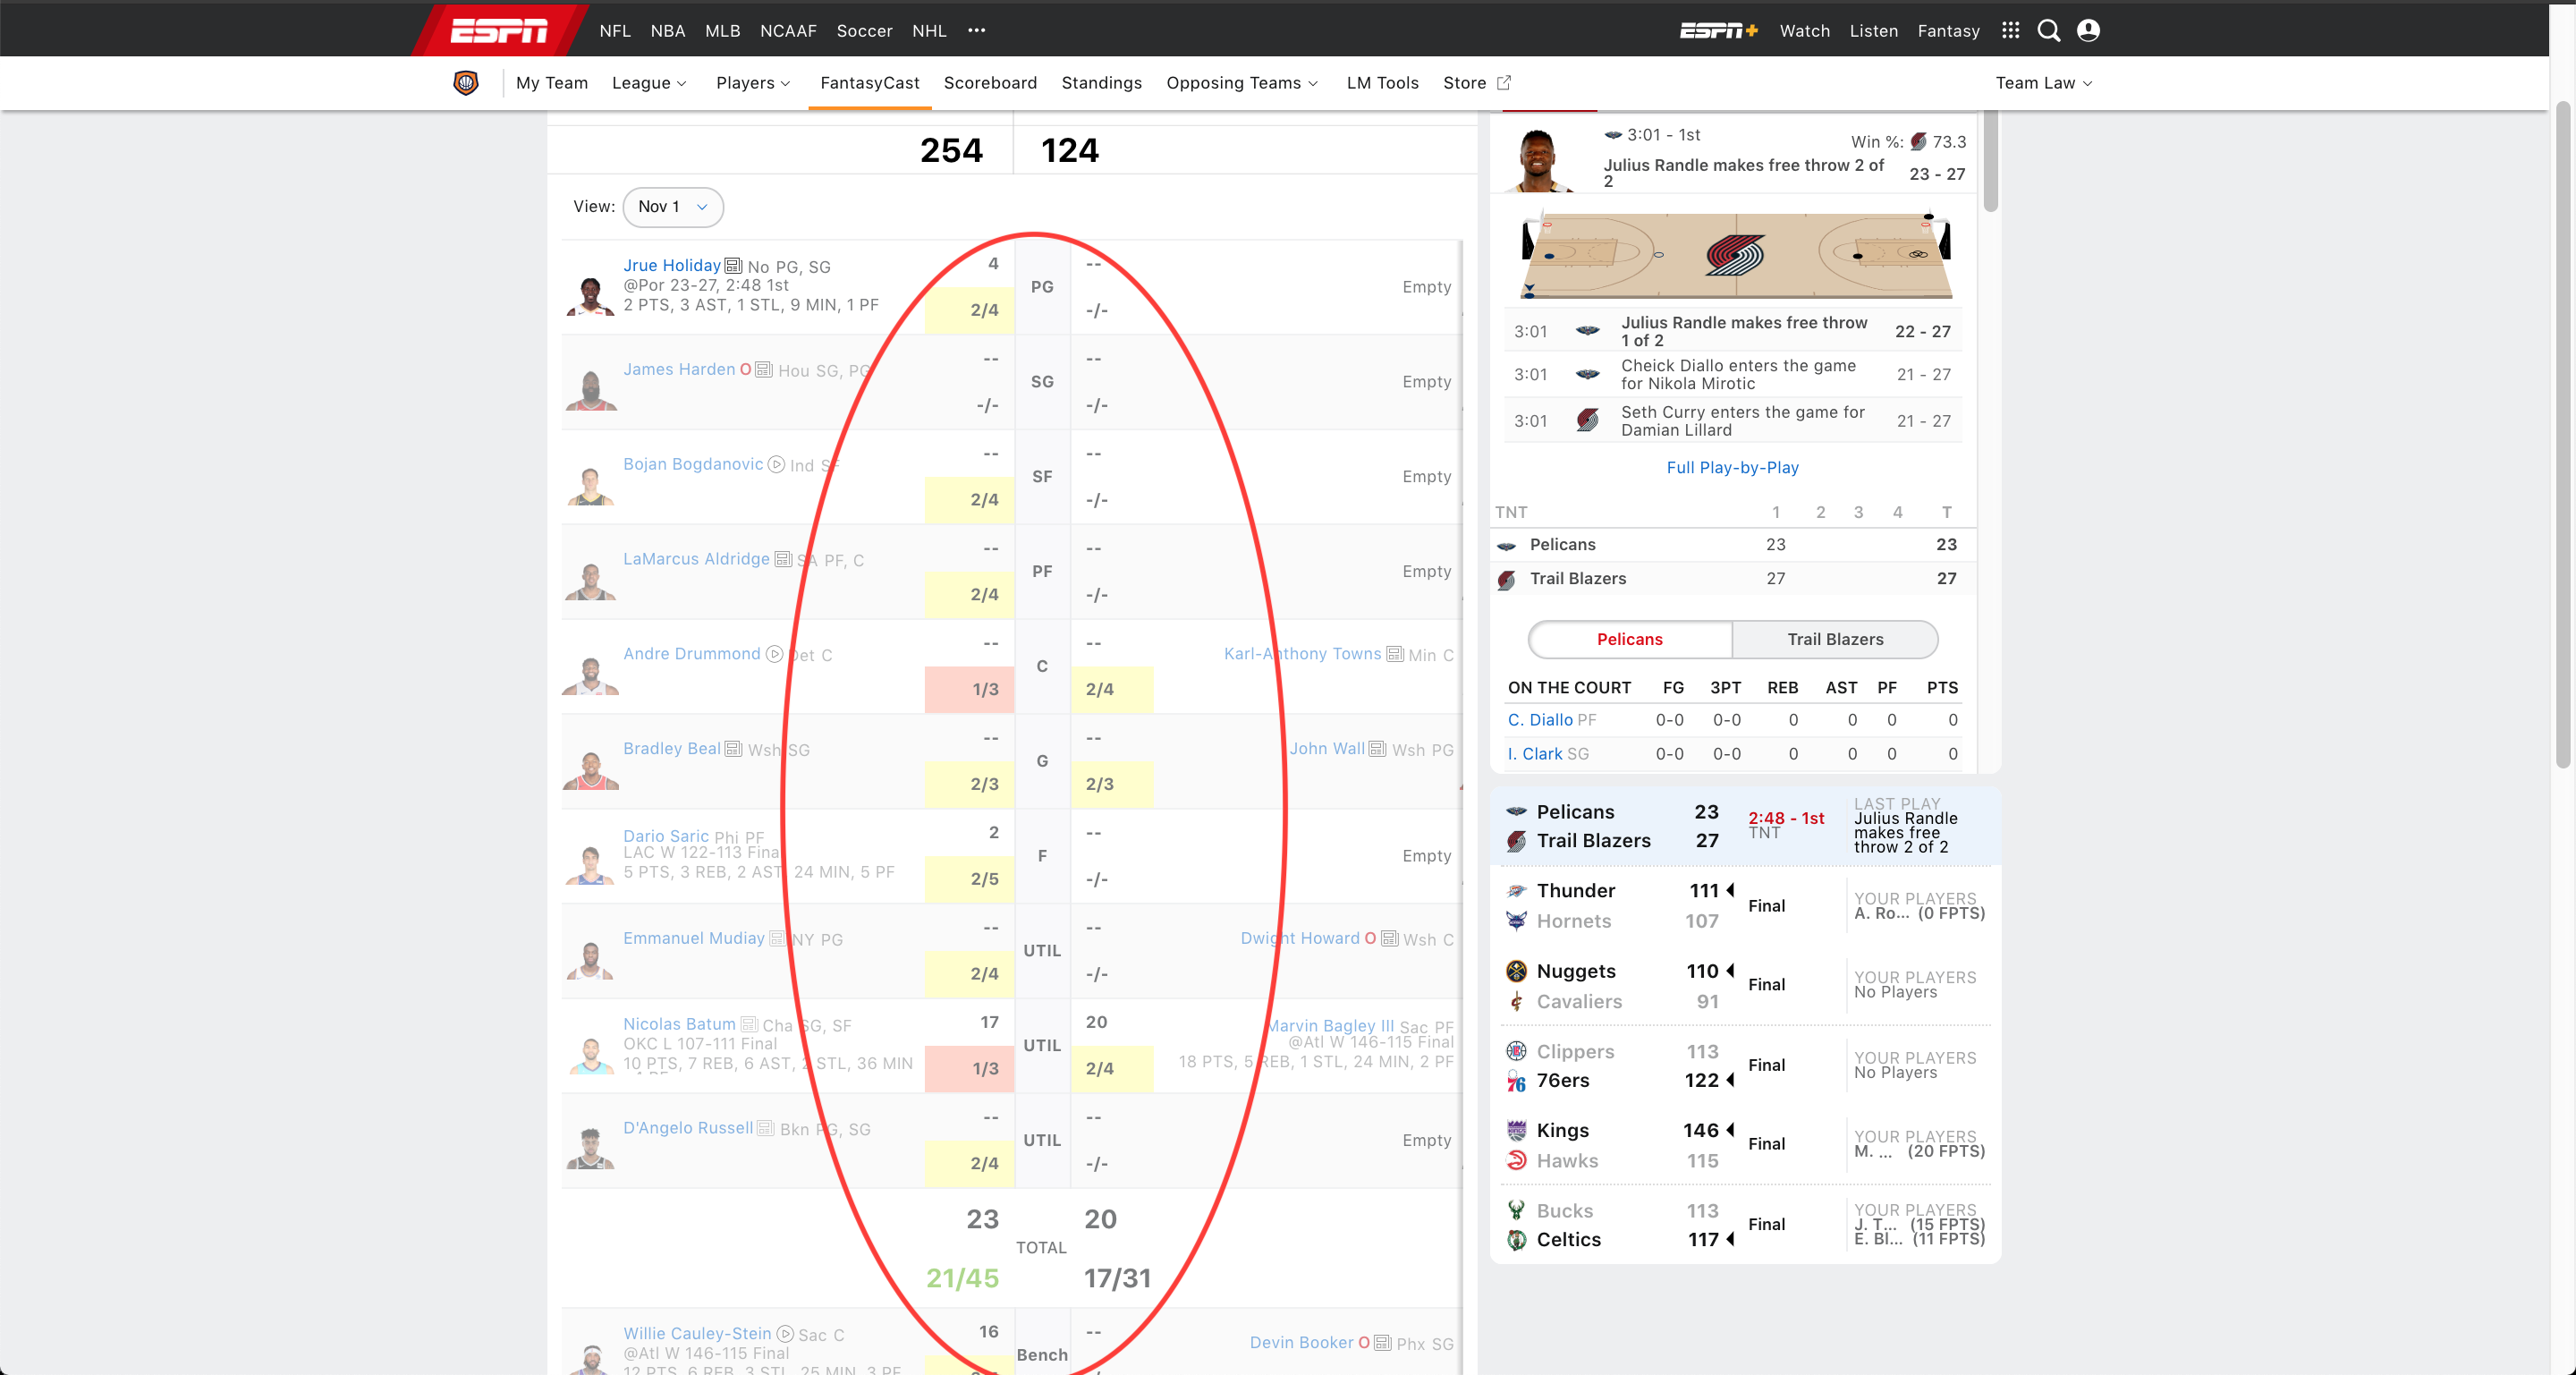 ESPN NFL NBA MLB NCAAF Soccer NHL ••• ESPN+ Watch Listen Fantasy
My Team League Players FantasyCast Scoreboard Standings Opposing Teams LM Tools Store Team Law
254 124
View: Nov 1
Jrue Holiday No PG, SG 4 PG -- Empty
@Por 23-27, 2:48 1st
2 PTS, 3 AST, 1 STL, 9 MIN, 1 PF 2/4 -/-
James Harden O Hou SG, PG -- SG -- Empty
-/- -/-
Bojan Bogdanovic Ind SF -- SF -- Empty
2/4 -/-
LaMarcus Aldridge SA PF, C -- PF -- Empty
2/4 -/-
Andre Drummond Det C -- C -- Karl-Anthony Towns Min C
1/3 2/4
Bradley Beal Wsh SG -- G -- John Wall Wsh PG
2/3 2/3
Dario Saric Phi PF 2 F -- Empty
LAC W 122-113 Final
5 PTS, 3 REB, 2 AST, 24 MIN, 5 PF 2/5 -/-
Emmanuel Mudiay NY PG -- UTIL -- Dwight Howard O Wsh C
2/4 -/-
Nicolas Batum Cha SG, SF 17 UTIL 20 Marvin Bagley III Sac PF
OKC L 107-111 Final @Atl W 146-115 Final
10 PTS, 7 REB, 6 AST, 2 STL, 36 MIN 1/3 2/4 18 PTS, 5 REB, 1 STL, 24 MIN, 2 PF
D'Angelo Russell Bkn PG, SG -- UTIL -- Empty
2/4 -/-
23 20
TOTAL
21/45 17/31
Willie Cauley-Stein Sac C 16 Bench -- Devin Booker O Phx SG
@Atl W 146-115 Final
12 PTS, 6 REB, 3 STL, 25 MIN, 3 PF
3:01 - 1st Win %: 73.3
Julius Randle makes free throw 2 of
2 23 - 27
3:01 Julius Randle makes free throw
1 of 2 22 - 27
3:01 Cheick Diallo enters the game
for Nikola Mirotic 21 - 27
3:01 Seth Curry enters the game for
Damian Lillard 21 - 27
Full Play-by-Play
TNT 1 2 3 4 T
Pelicans 23 23
Trail Blazers 27 27
Pelicans Trail Blazers
ON THE COURT FG 3PT REB AST PF PTS
C. Diallo PF 0-0 0-0 0 0 0 0
I. Clark SG 0-0 0-0 0 0 0 0
Pelicans 23
Trail Blazers 27
2:48 - 1st
TNT
LAST PLAY
Julius Randle
makes free
throw 2 of 2
Thunder 111
Hornets 107
Final
YOUR PLAYERS
A. Ro... (0 FPTS)
Nuggets 110
Cavaliers 91
Final
YOUR PLAYERS
No Players
Clippers 113
76ers 122
Final
YOUR PLAYERS
No Players
Kings 146
Hawks 115
Final
YOUR PLAYERS
M. ... (20 FPTS)
Bucks 113
Celtics 117
Final
YOUR PLAYERS
J. T... (15 FPTS)
E. Bl... (11 FPTS)